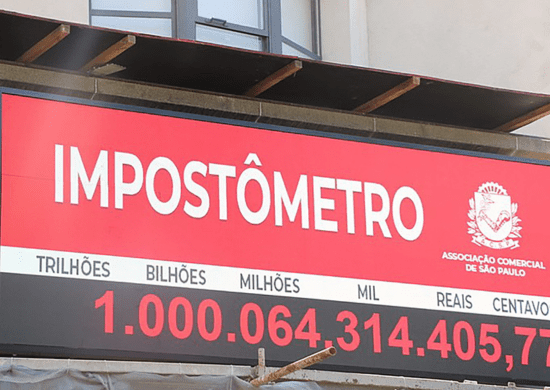 IMPOSTÔMETRO
ASSOCIAÇÃO COMERCIAL
DE SÃO PAULO
TRILHÕES BILHÕES MILHÕES MIL REAIS CENTAVO
1.000.064.314.405,77